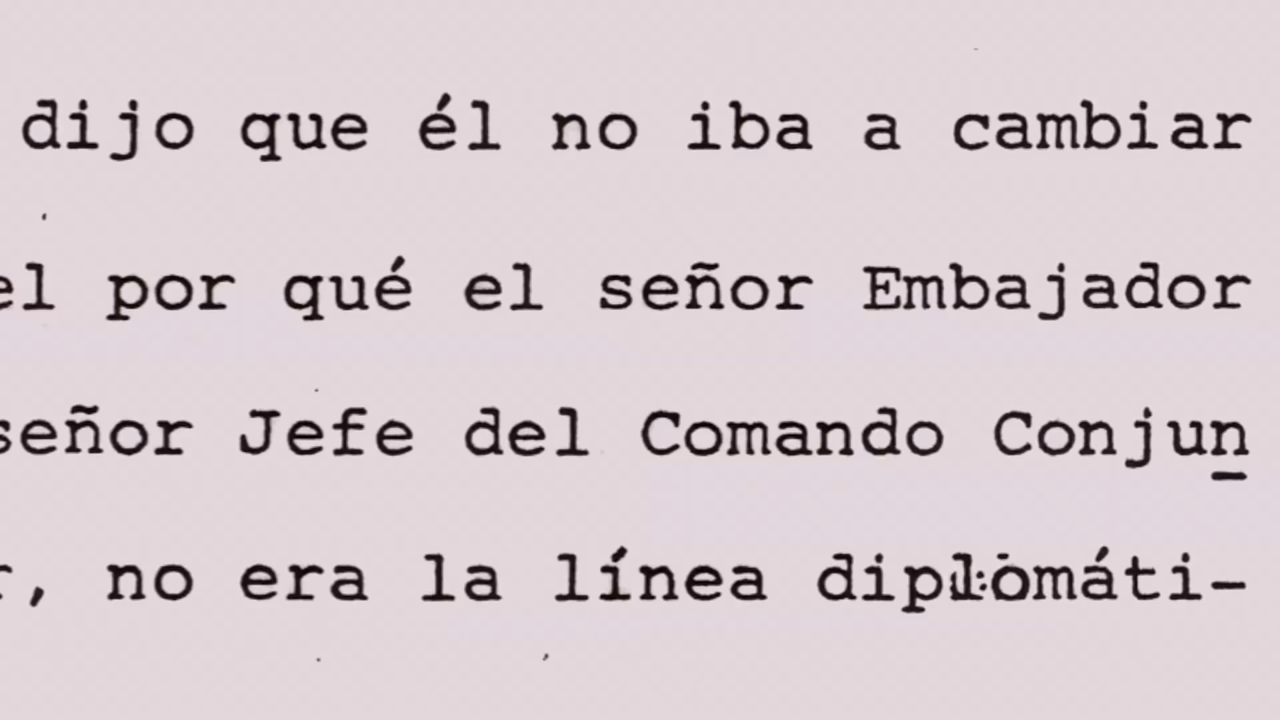 dijo que él no iba a cambiar
el por qué el señor Embajador
señor Jefe del Comando Conjun
r, no era la línea diplomáti-